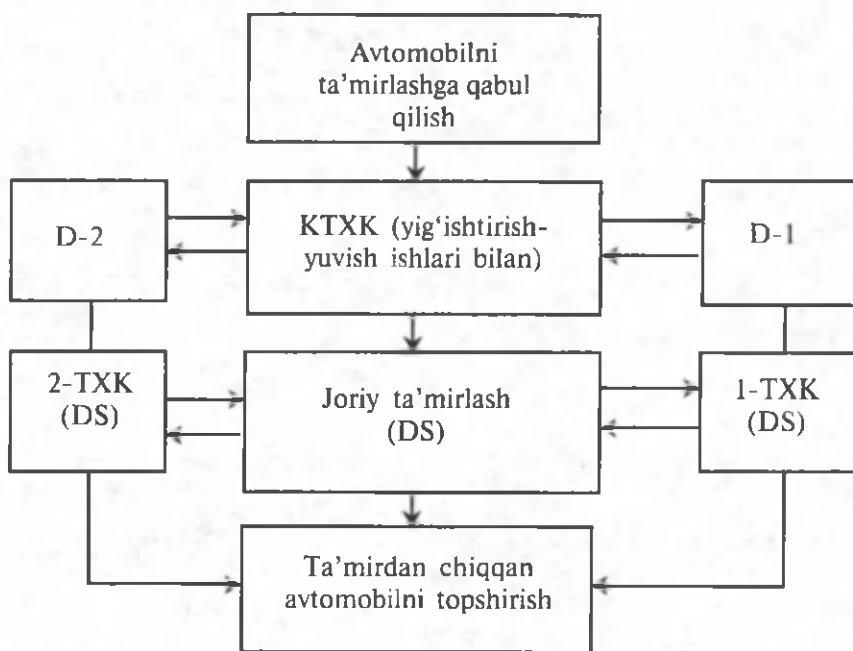 Avtomobilni
ta’mirlashga qabul
qilish
D-2
KTXK (yig‘ishtirish-
yuvish ishlari bilan)
D-1
2-TXK
(DS)
Joriy ta’mirlash
(DS)
1-TXK
(DS)
Ta’mirdan chiqqan
avtomobilni topshirish